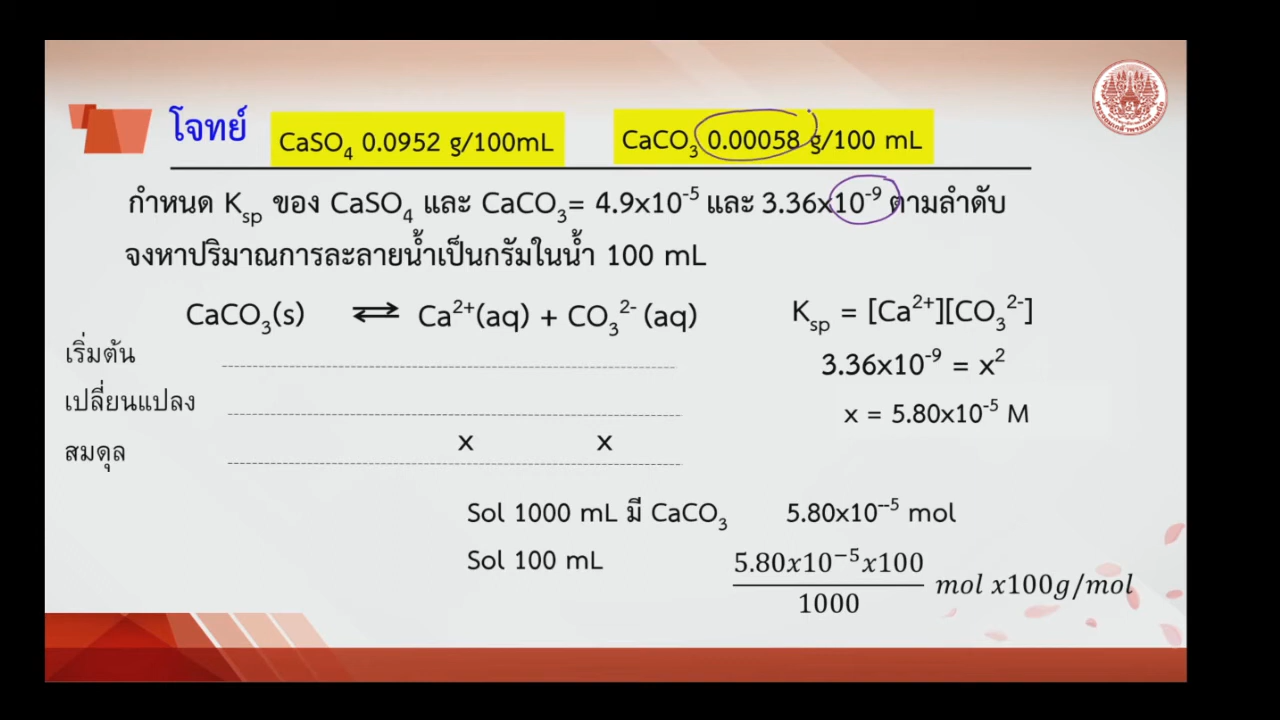 โจทย์
CaSO₄ 0.0952 g/100mL
CaCO₃ 0.00058 g/100 mL
กำหนด Kₛₚ ของ CaSO₄ และ CaCO₃= 4.9x10⁻⁵ และ 3.36x10⁻⁹ ตามลำดับ
จงหาปริมาณการละลายน้ำเป็นกรัมในน้ำ 100 mL
CaCO₃(s) ⇌ Ca²⁺(aq) + CO₃²⁻ (aq)
Kₛₚ = [Ca²⁺][CO₃²⁻]
เริ่มต้น
3.36x10⁻⁹ = x²
เปลี่ยนแปลง
x = 5.80x10⁻⁵ M
สมดุล x x
Sol 1000 mL มี CaCO₃ 5.80x10⁻⁻⁵ mol
Sol 100 mL
5.80x10⁻⁵x100
1000
mol x100g/mol